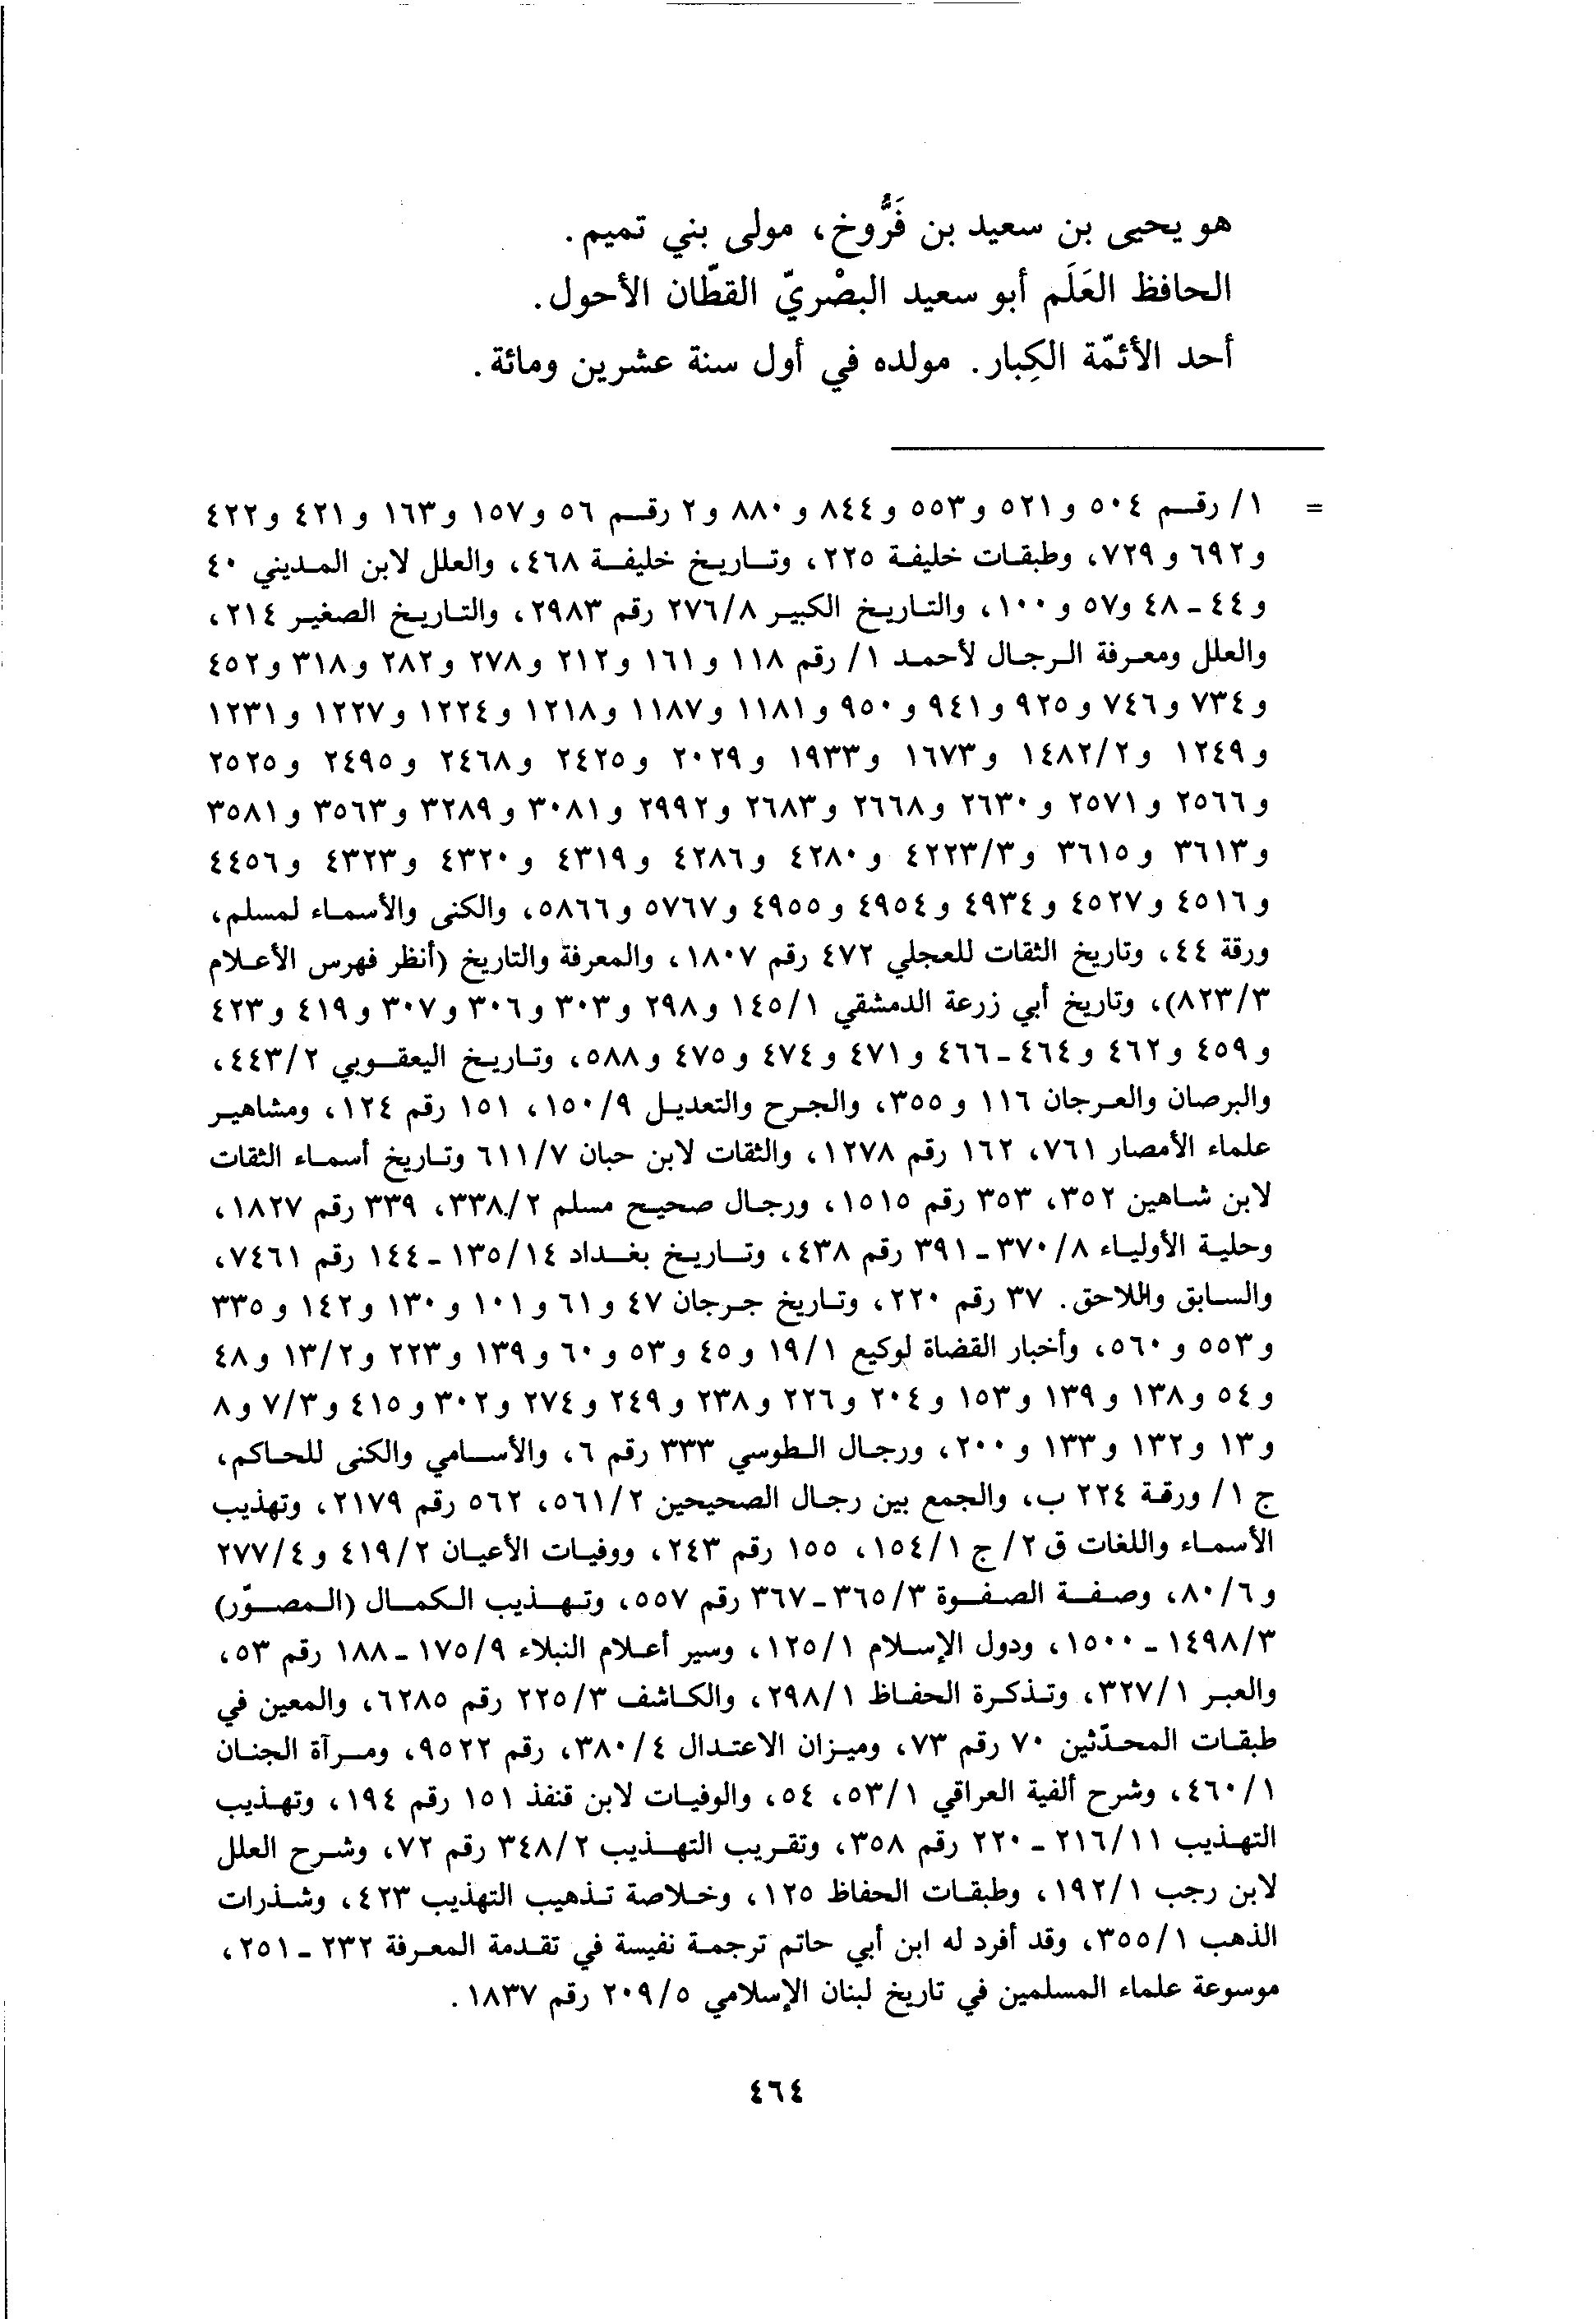 هو يحيى بن سعيد بن فَرُّوخ، مولى بني تميم.
الحافظ العَلَم أبو سعيد البصْريّ القطّان الأحول.
أحد الأئمّة الكِبار. مولده في أول سنة عشرين ومائة.
= ١/ رقم ٥٠٤ و٥٢١ و٥٥٣ و٨٤٤ و٨٨٠ و٢ رقم ٥٦ و١٥٧ و١٦٣ و٤٢١ و٤٢٢
و٦٩٢ و٧٢٩، وطبقات خليفة ٢٢٥، وتاريخ خليفة ٤٦٨، والعلل لابن المديني ٤٠
و٤٤ - ٤٨ و٥٧ و١٠٠، والتاريخ الكبير ٢٧٦/٨ رقم ٢٩٨٣، والتاريخ الصغير ٢١٤،
والعلل ومعرفة الرجال لأحمد ١/ رقم ١١٨ و١٦١ و٢١٢ و٢٧٨ و٢٨٢ و٣١٨ و٤٥٢
و٧٣٤ و٧٤٦ و٩٢٥ و٩٤١ و٩٥٠ و١١٨١ و١١٨٧ و١٢١٨ و١٢٢٤ و١٢٢٧ و١٢٣١
و١٢٤٩ و١٤٨٢/٢ و١٦٧٣ و١٩٣٣ و٢٠٢٩ و٢٤٢٥ و٢٤٦٨ و٢٤٩٥ و٢٥٢٥
و٢٥٦٦ و٢٥٧١ و٢٦٣٠ و٢٦٦٨ و٢٦٨٣ و٢٩٩٢ و٣٠٨١ و٣٢٨٩ و٣٥٦٣ و٣٥٨١
و٣٦١٣ و٣٦١٥ و٤٢٢٣/٣ و٤٢٨٠ و٤٢٨٦ و٤٣١٩ و٤٣٢٠ و٤٣٢٣ و٤٤٥٦
و٤٥١٦ و٤٥٢٧ و٤٩٣٤ و٤٩٥٤ و٤٩٥٥ و٥٧٦٧ و٥٨٦٦، والكنى والأسماء لمسلم،
ورقة ٤٤، وتاريخ الثقات للعجلي ٤٧٢ رقم ١٨٠٧، والمعرفة والتاريخ (أنظر فهرس الأعلام
٨٢٣/٣)، وتاريخ أبي زرعة الدمشقي ١٤٥/١ و٢٩٨ و٣٠٣ و٣٠٦ و٣٠٧ و٤١٩ و٤٢٣
و٤٥٩ و٤٦٢ و٤٦٤ - ٤٦٦ و٤٧١ و٤٧٤ و٤٧٥ و٥٨٨، وتاريخ اليعقوبي ٤٤٣/٢،
والبرصان والعرجان ١١٦ و٣٥٥، والجرح والتعديل ١٥٠/٩، ١٥١ رقم ١٢٤، ومشاهير
علماء الأمصار ٧٦١، ١٦٢ رقم ١٢٧٨، والثقات لابن حبان ٦١١/٧ وتاريخ أسماء الثقات
لابن شاهين ٣٥٢، ٣٥٣ رقم ١٥١٥، ورجال صحيح مسلم ٣٣٨/٢، ٣٣٩ رقم ١٨٢٧،
وحلية الأولياء ٣٧٠/٨ - ٣٩١ رقم ٤٣٨، وتاريخ بغداد ١٣٥/١٤ - ١٤٤ رقم ٧٤٦١،
والسابق واللاحق. ٣٧ رقم ٢٢٠، وتاريخ جرجان ٤٧ و٦١ و١٠١ و١٣٠ و١٤٢ و٣٣٥
و٥٥٣ و٥٦٠، وأخبار القضاة لوكيع ١٩/١ و٤٥ و٥٣ و٦٠ و١٣٩ و٢٢٣ و١٣/٢ و٤٨
و٥٤ و١٣٨ و١٣٩ و١٥٣ و٢٠٤ و٢٢٦ و٢٣٨ و٢٤٩ و٢٧٤ و٣٠٢ و٤١٥ و٧/٣ و٨
و١٣ و١٣٢ و١٣٣ و٢٠٠، ورجال الطوسي ٣٣٣ رقم ٦، والأسامي والكنى للحاكم،
ج ١/ ورقة ٢٢٤ ب، والجمع بين رجال الصحيحين ٥٦١/٢، ٥٦٢ رقم ٢١٧٩، وتهذيب
الأسماء واللغات ق ٢/ ج ١٥٤/١، ١٥٥ رقم ٢٤٣، ووفيات الأعيان ٤١٩/٢ و٢٧٧/٤
و٨٠/٦، وصفة الصفوة ٣٦٥/٣ - ٣٦٧ رقم ٥٥٧، وتهذيب الكمال (المصوّر)
١٤٩٨/٣ - ١٥٠٠، ودول الإسلام ١٢٥/١، وسير أعلام النبلاء ١٧٥/٩ - ١٨٨ رقم ٥٣،
والعبر ٣٢٧/١، وتذكرة الحفاظ ٢٩٨/١، والكاشف ٢٢٥/٣ رقم ٦٢٨٥، والمعين في
طبقات المحدّثين ٧٠ رقم ٧٣، وميزان الاعتدال ٣٨٠/٤، رقم ٩٥٢٢، ومرآة الجنان
٤٦٠/١، وشرح ألفية العراقي ٥٣/١، ٥٤، والوفيات لابن قنفذ ١٥١ رقم ١٩٤، وتهذيب
التهذيب ٢١٦/١١ - ٢٢٠ رقم ٣٥٨، وتقريب التهذيب ٣٤٨/٢ رقم ٧٢، وشرح العلل
لابن رجب ١٩٢/١، وطبقات الحفاظ ١٢٥، وخلاصة تذهيب التهذيب ٤٢٣، وشذرات
الذهب ٣٥٥/١، وقد أفرد له ابن أبي حاتم ترجمة نفيسة في تقدمة المعرفة ٢٣٢ - ٢٥١،
موسوعة علماء المسلمين في تاريخ لبنان الإسلامي ٢٠٩/٥ رقم ١٨٣٧.
٤٦٤